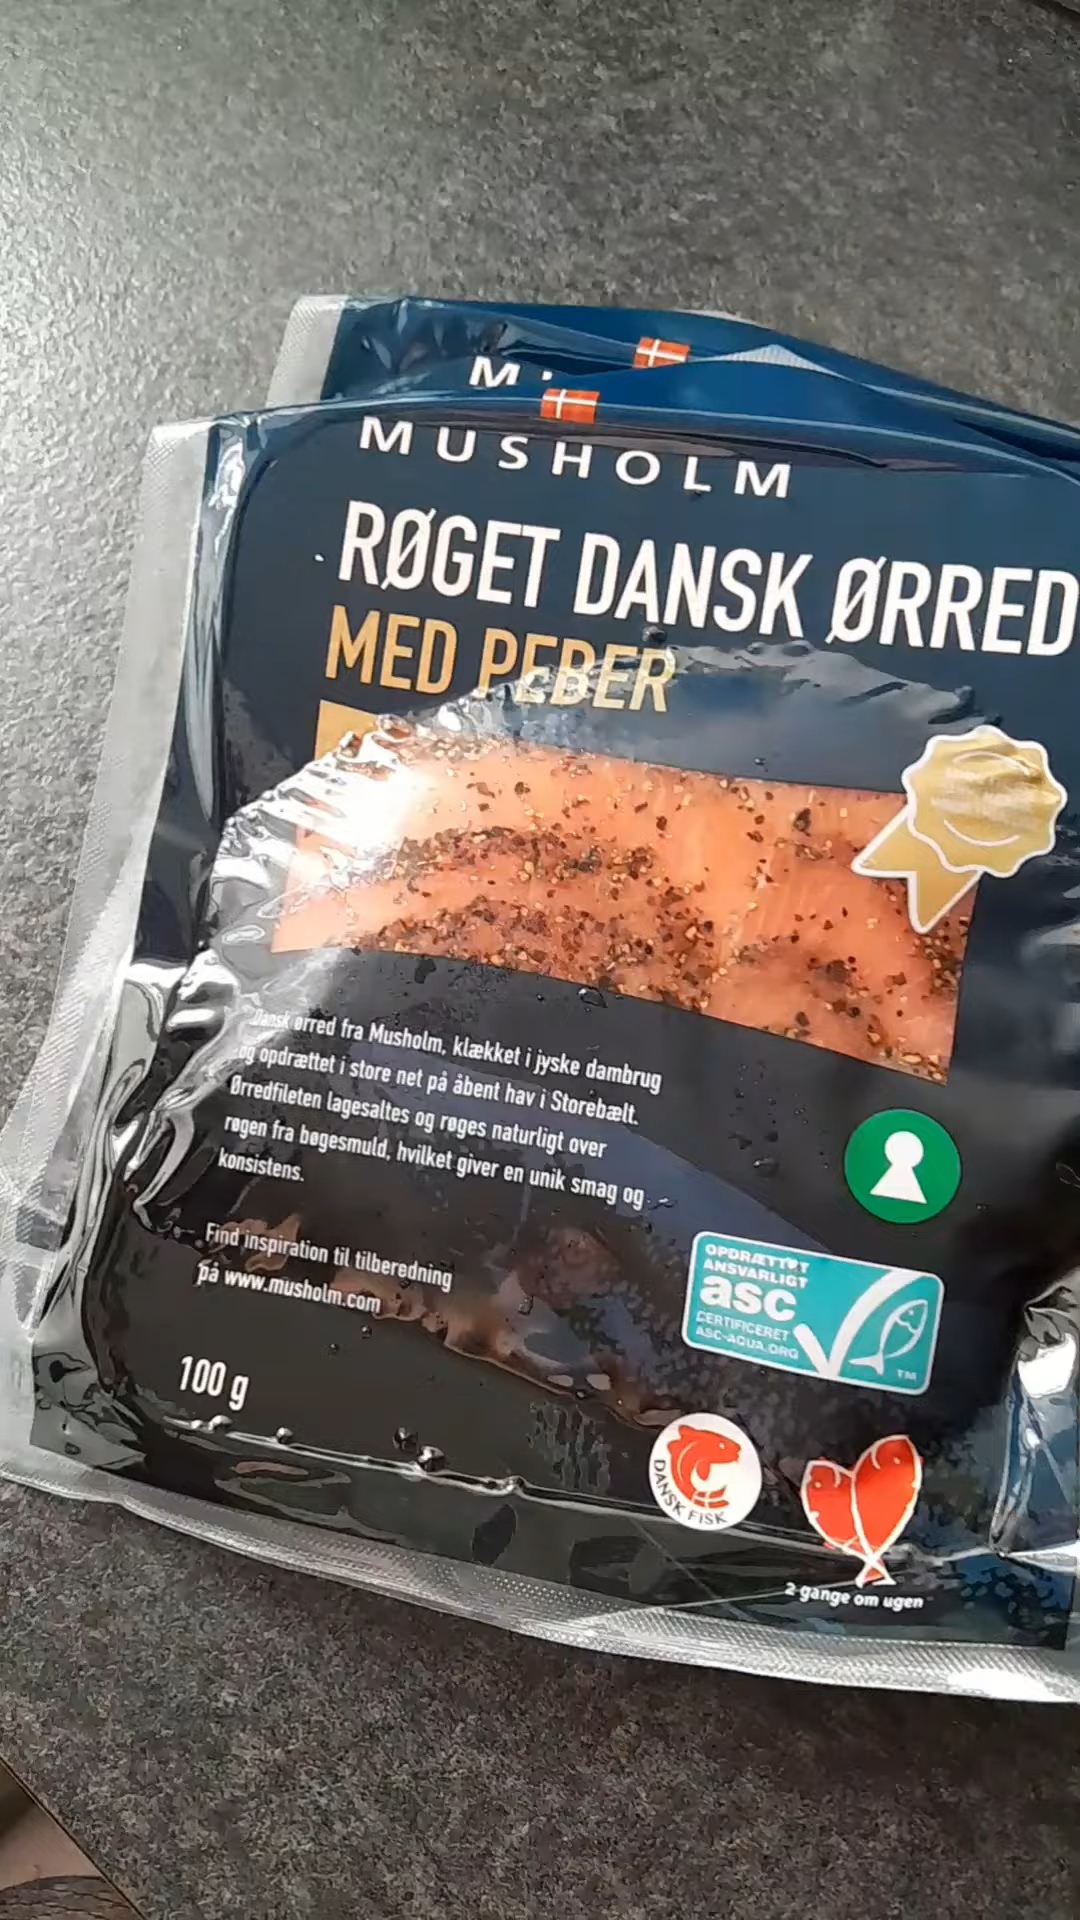 M
MUSHOLM
RØGET DANSK ØRRED
MED PEBER
Dansk ørred fra Musholm, klækket i jyske dambrug
og opdrættet i store net på åbent hav i Storebælt.
Ørredfileten lagesaltes og røges naturligt over
røgen fra bøgesmuld, hvilket giver en unik smag og
konsistens.
Find inspiration til tilberedning
på www.musholm.com
100 g
OPDRÆTTET
ANSVARLIGT
asc
CERTIFICERET
ASC-AQUA.ORG
TM
DANSK FISK
2 gange om ugen